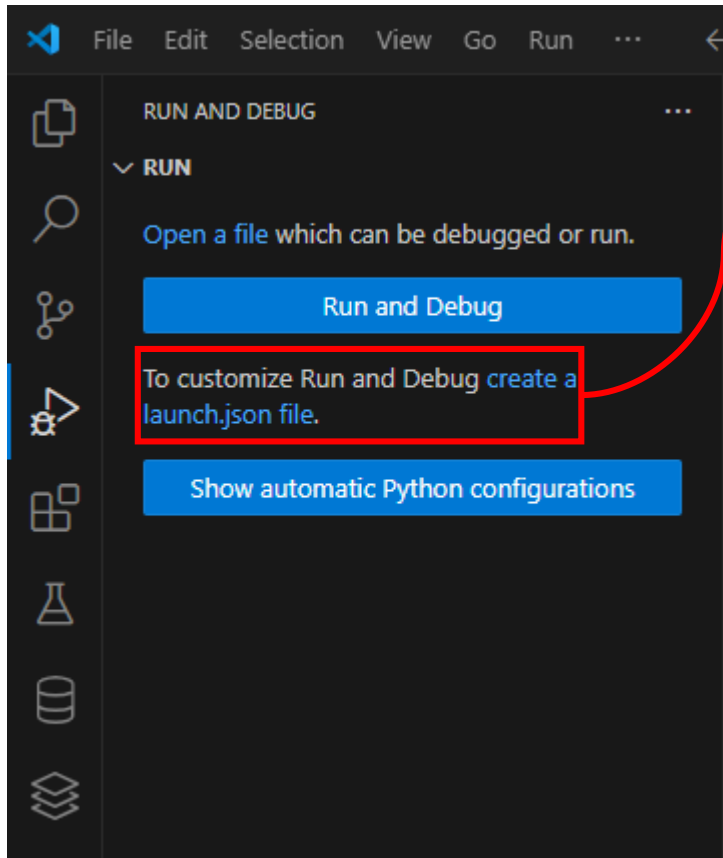 File Edit Selection View Go Run ...
RUN AND DEBUG ...
RUN
Open a file which can be debugged or run.
Run and Debug
To customize Run and Debug create a
launch.json file.
Show automatic Python configurations